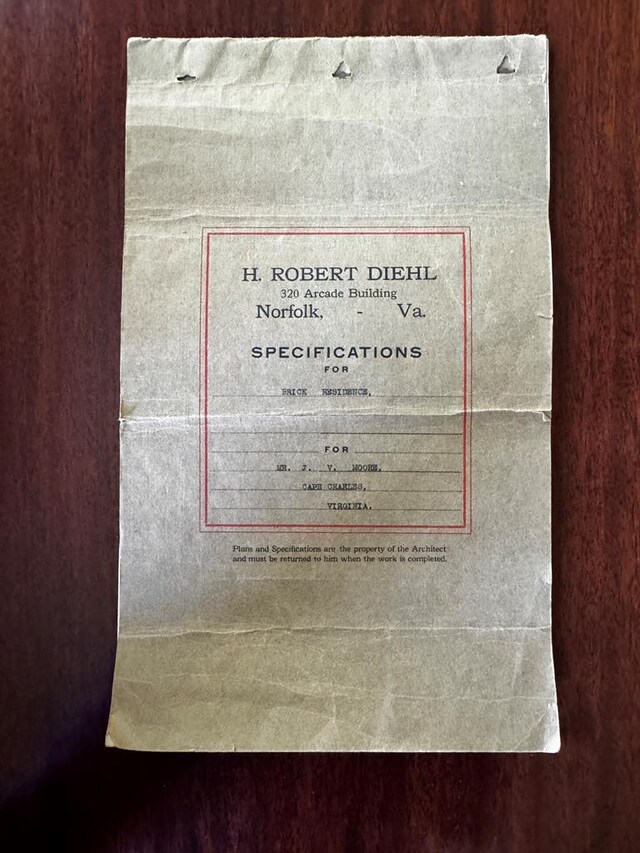 H. ROBERT DIEHL
320 Arcade Building
Norfolk, - Va.
SPECIFICATIONS
FOR
BRICK RESIDENCE,
FOR
MR. J. V. MOORE,
CAPE CHARLES,
VIRGINIA.
Plans and Specifications are the property of the Architect
and must be returned to him when the work is completed.